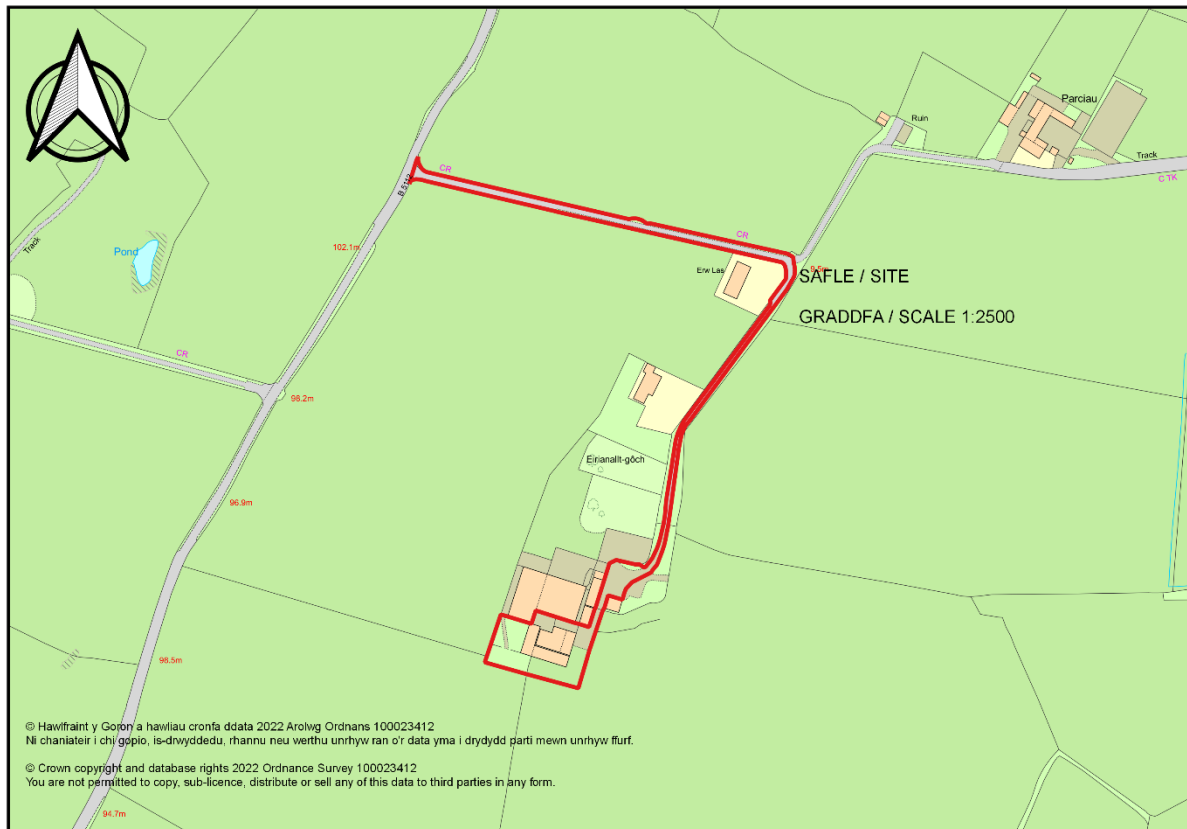 Parciau
Ruin
Track
C TK
CR
B 5112
CR
102.1m
Track
Pond
Erw Las
SAFLE / SITE
GRADDFA / SCALE 1:2500
CR
98.2m
Eirianallt-gôch
96.9m
96.5m
© Hawlfraint y Goron a hawliau cronfa ddata 2022 Arolwg Ordnans 100023412
Ni chaniateir i chi gopïo, is-drwyddedu, rhannu neu werthu unrhyw ran o'r data yma i drydydd parti mewn unrhyw ffurf.
© Crown copyright and database rights 2022 Ordnance Survey 100023412
You are not permitted to copy, sub-licence, distribute or sell any of this data to third parties in any form.
94.7m